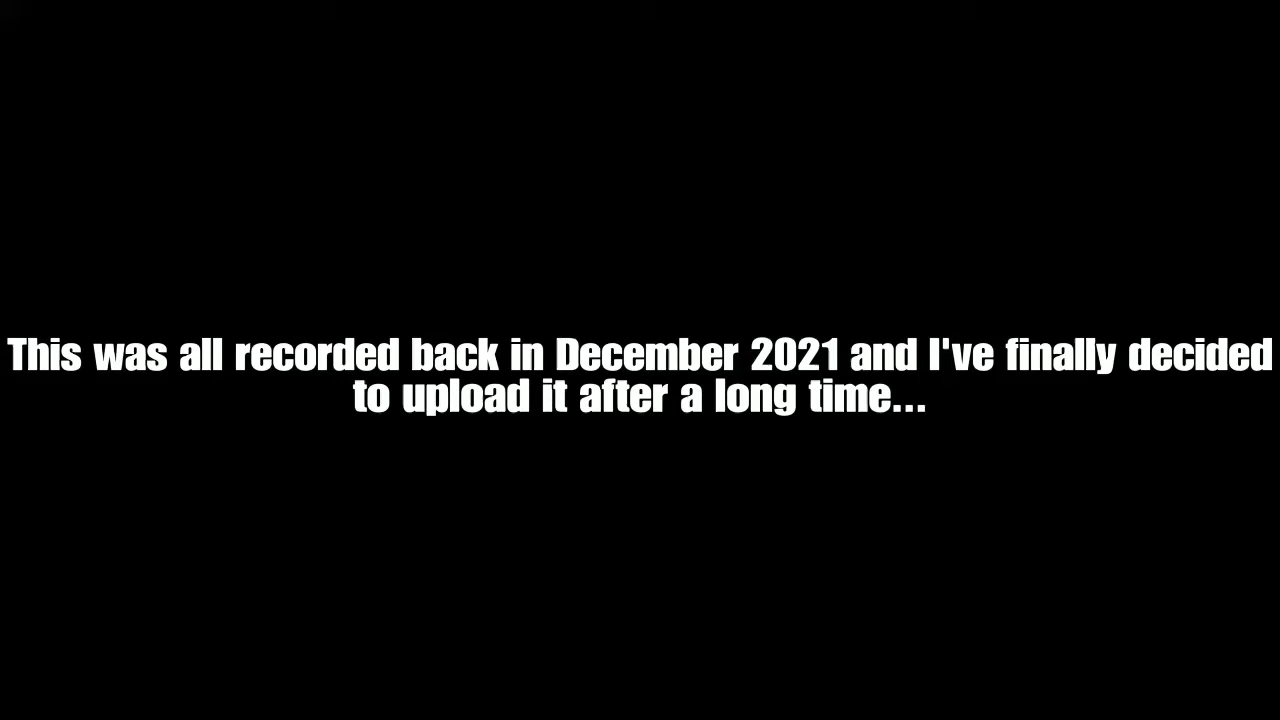 This was all recorded back in December 2021 and I've finally decided
to upload it after a long time...